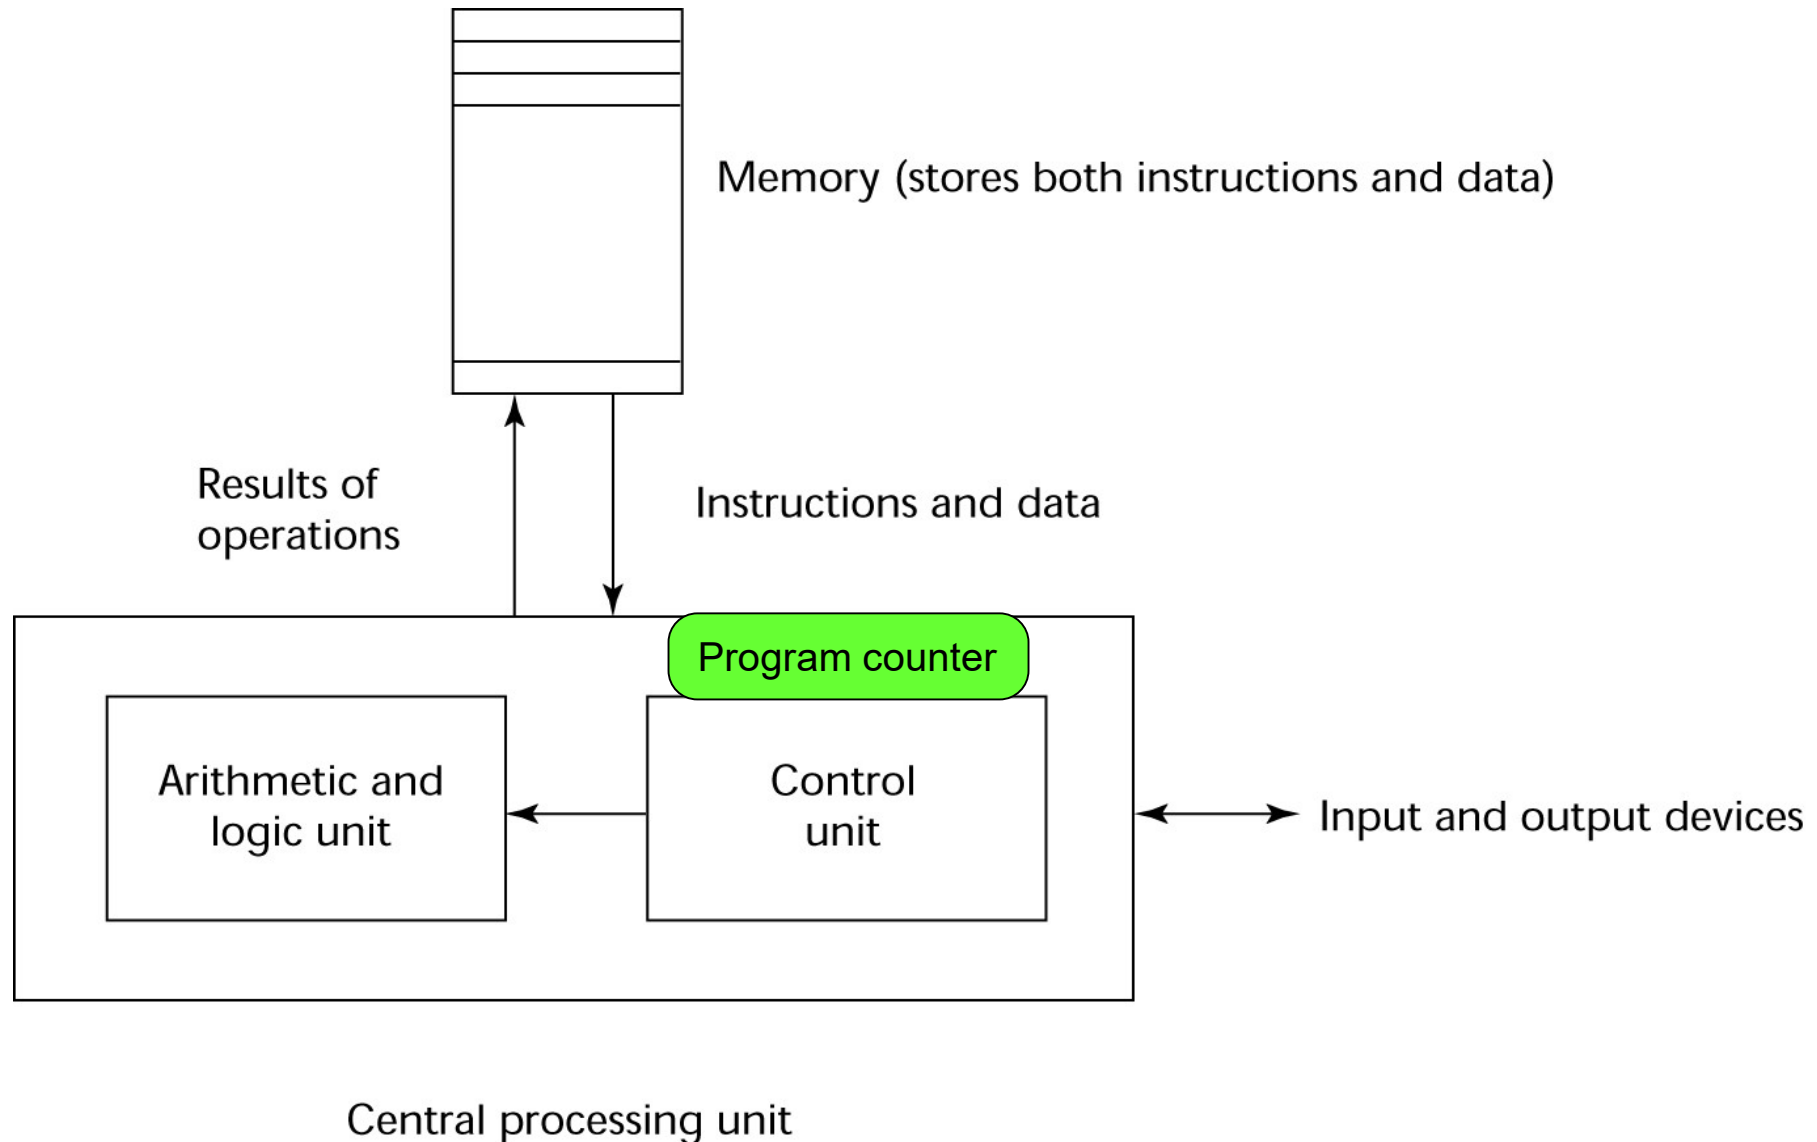 Memory (stores both instructions and data)
Results of
operations
Instructions and data
Program counter
Arithmetic and
logic unit
Control
unit
Input and output devices
Central processing unit